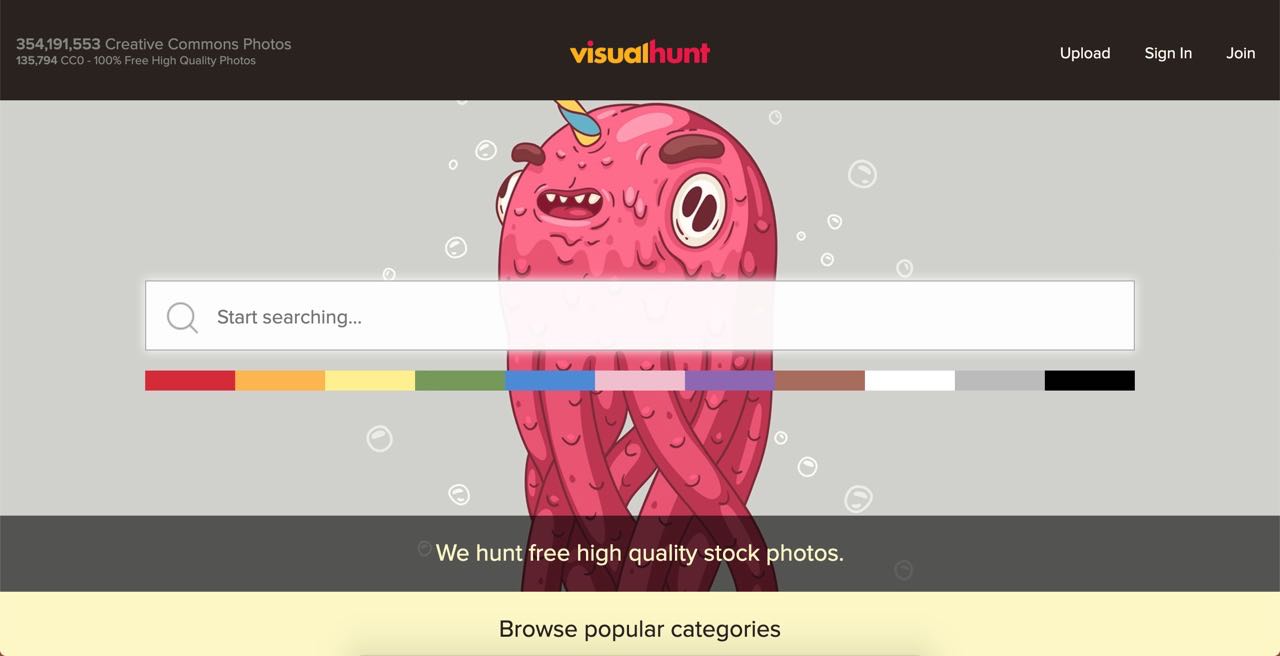 354,191,553 Creative Commons Photos
135,794 CC0 - 100% Free High Quality Photos
visualhunt
Upload
Sign In
Join
Start searching...
We hunt free high quality stock photos.
Browse popular categories